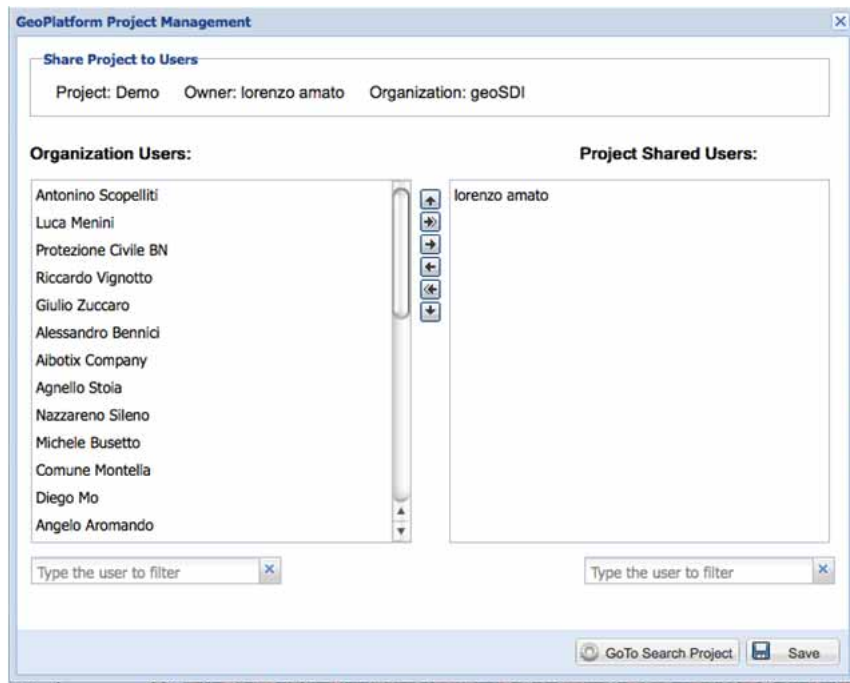 GeoPlatform Project Management
Share Project to Users
Project: Demo Owner: lorenzo amato Organization: geoSDI
Organization Users:
Project Shared Users:
Antonino Scopelliti
Luca Menini
Protezione Civile BN
Riccardo Vignotto
Giulio Zuccaro
Alessandro Bennici
Aibotix Company
Agnello Stoia
Nazzareno Sileno
Michele Busetto
Comune Montella
Diego Mo
Angelo Aromando
lorenzo amato
Type the user to filter
Type the user to filter
GoTo Search Project
Save